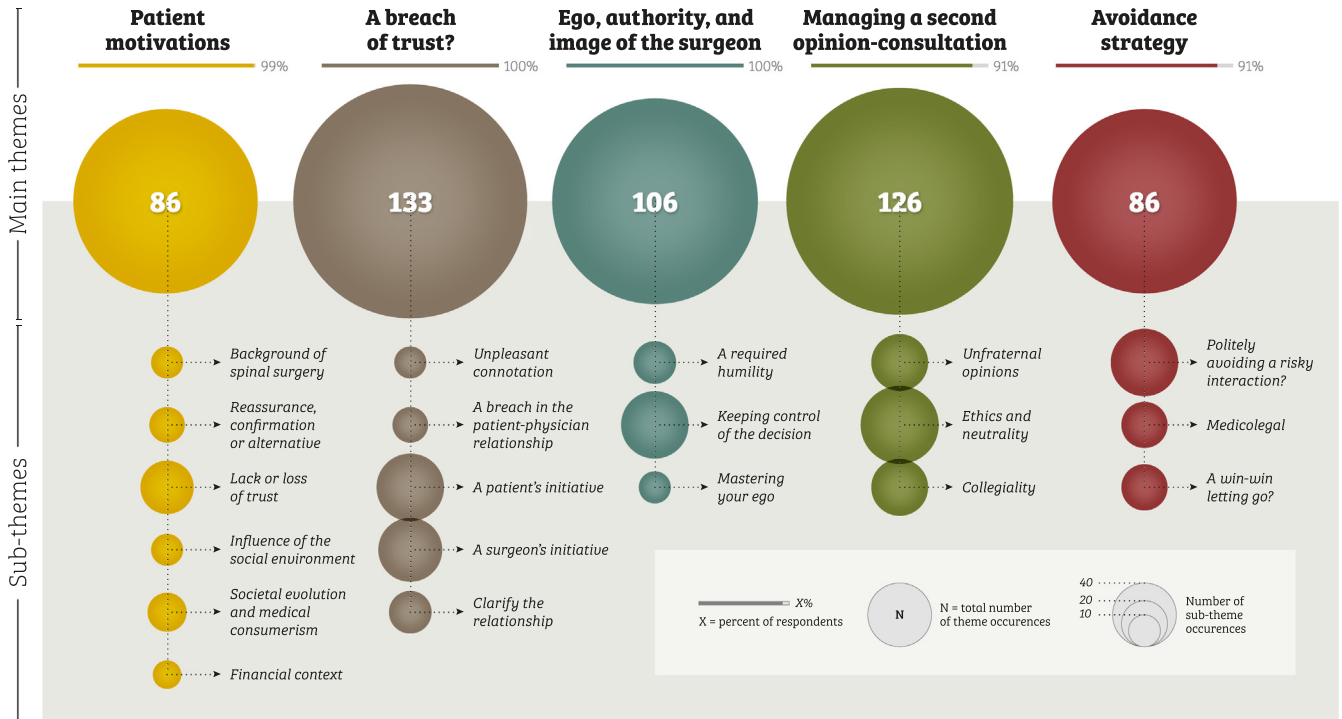 Patient
motivations
99%
A breach
of trust?
100%
Ego, authority, and
image of the surgeon
100%
Managing a second
opinion-consultation
91%
Avoidance
strategy
91%
Main themes
86
133
106
126
86
Sub-themes
Background of
spinal surgery
Reassurance,
confirmation
or alternative
Lack or loss
of trust
Influence of the
social environment
Societal evolution
and medical
consumerism
Financial context
Unpleasant
connotation
A breach in the
patient-physician
relationship
A patient's initiative
A surgeon's initiative
Clarify the
relationship
A required
humility
Keeping control
of the decision
Mastering
your ego
Unfraternal
opinions
Ethics and
neutrality
Collegiality
Politely
avoiding a risky
interaction?
Medicolegal
A win-win
letting go?
X%
X = percent of respondents
N
N = total number
of theme occurences
40
20
10
Number of
sub-theme
occurences